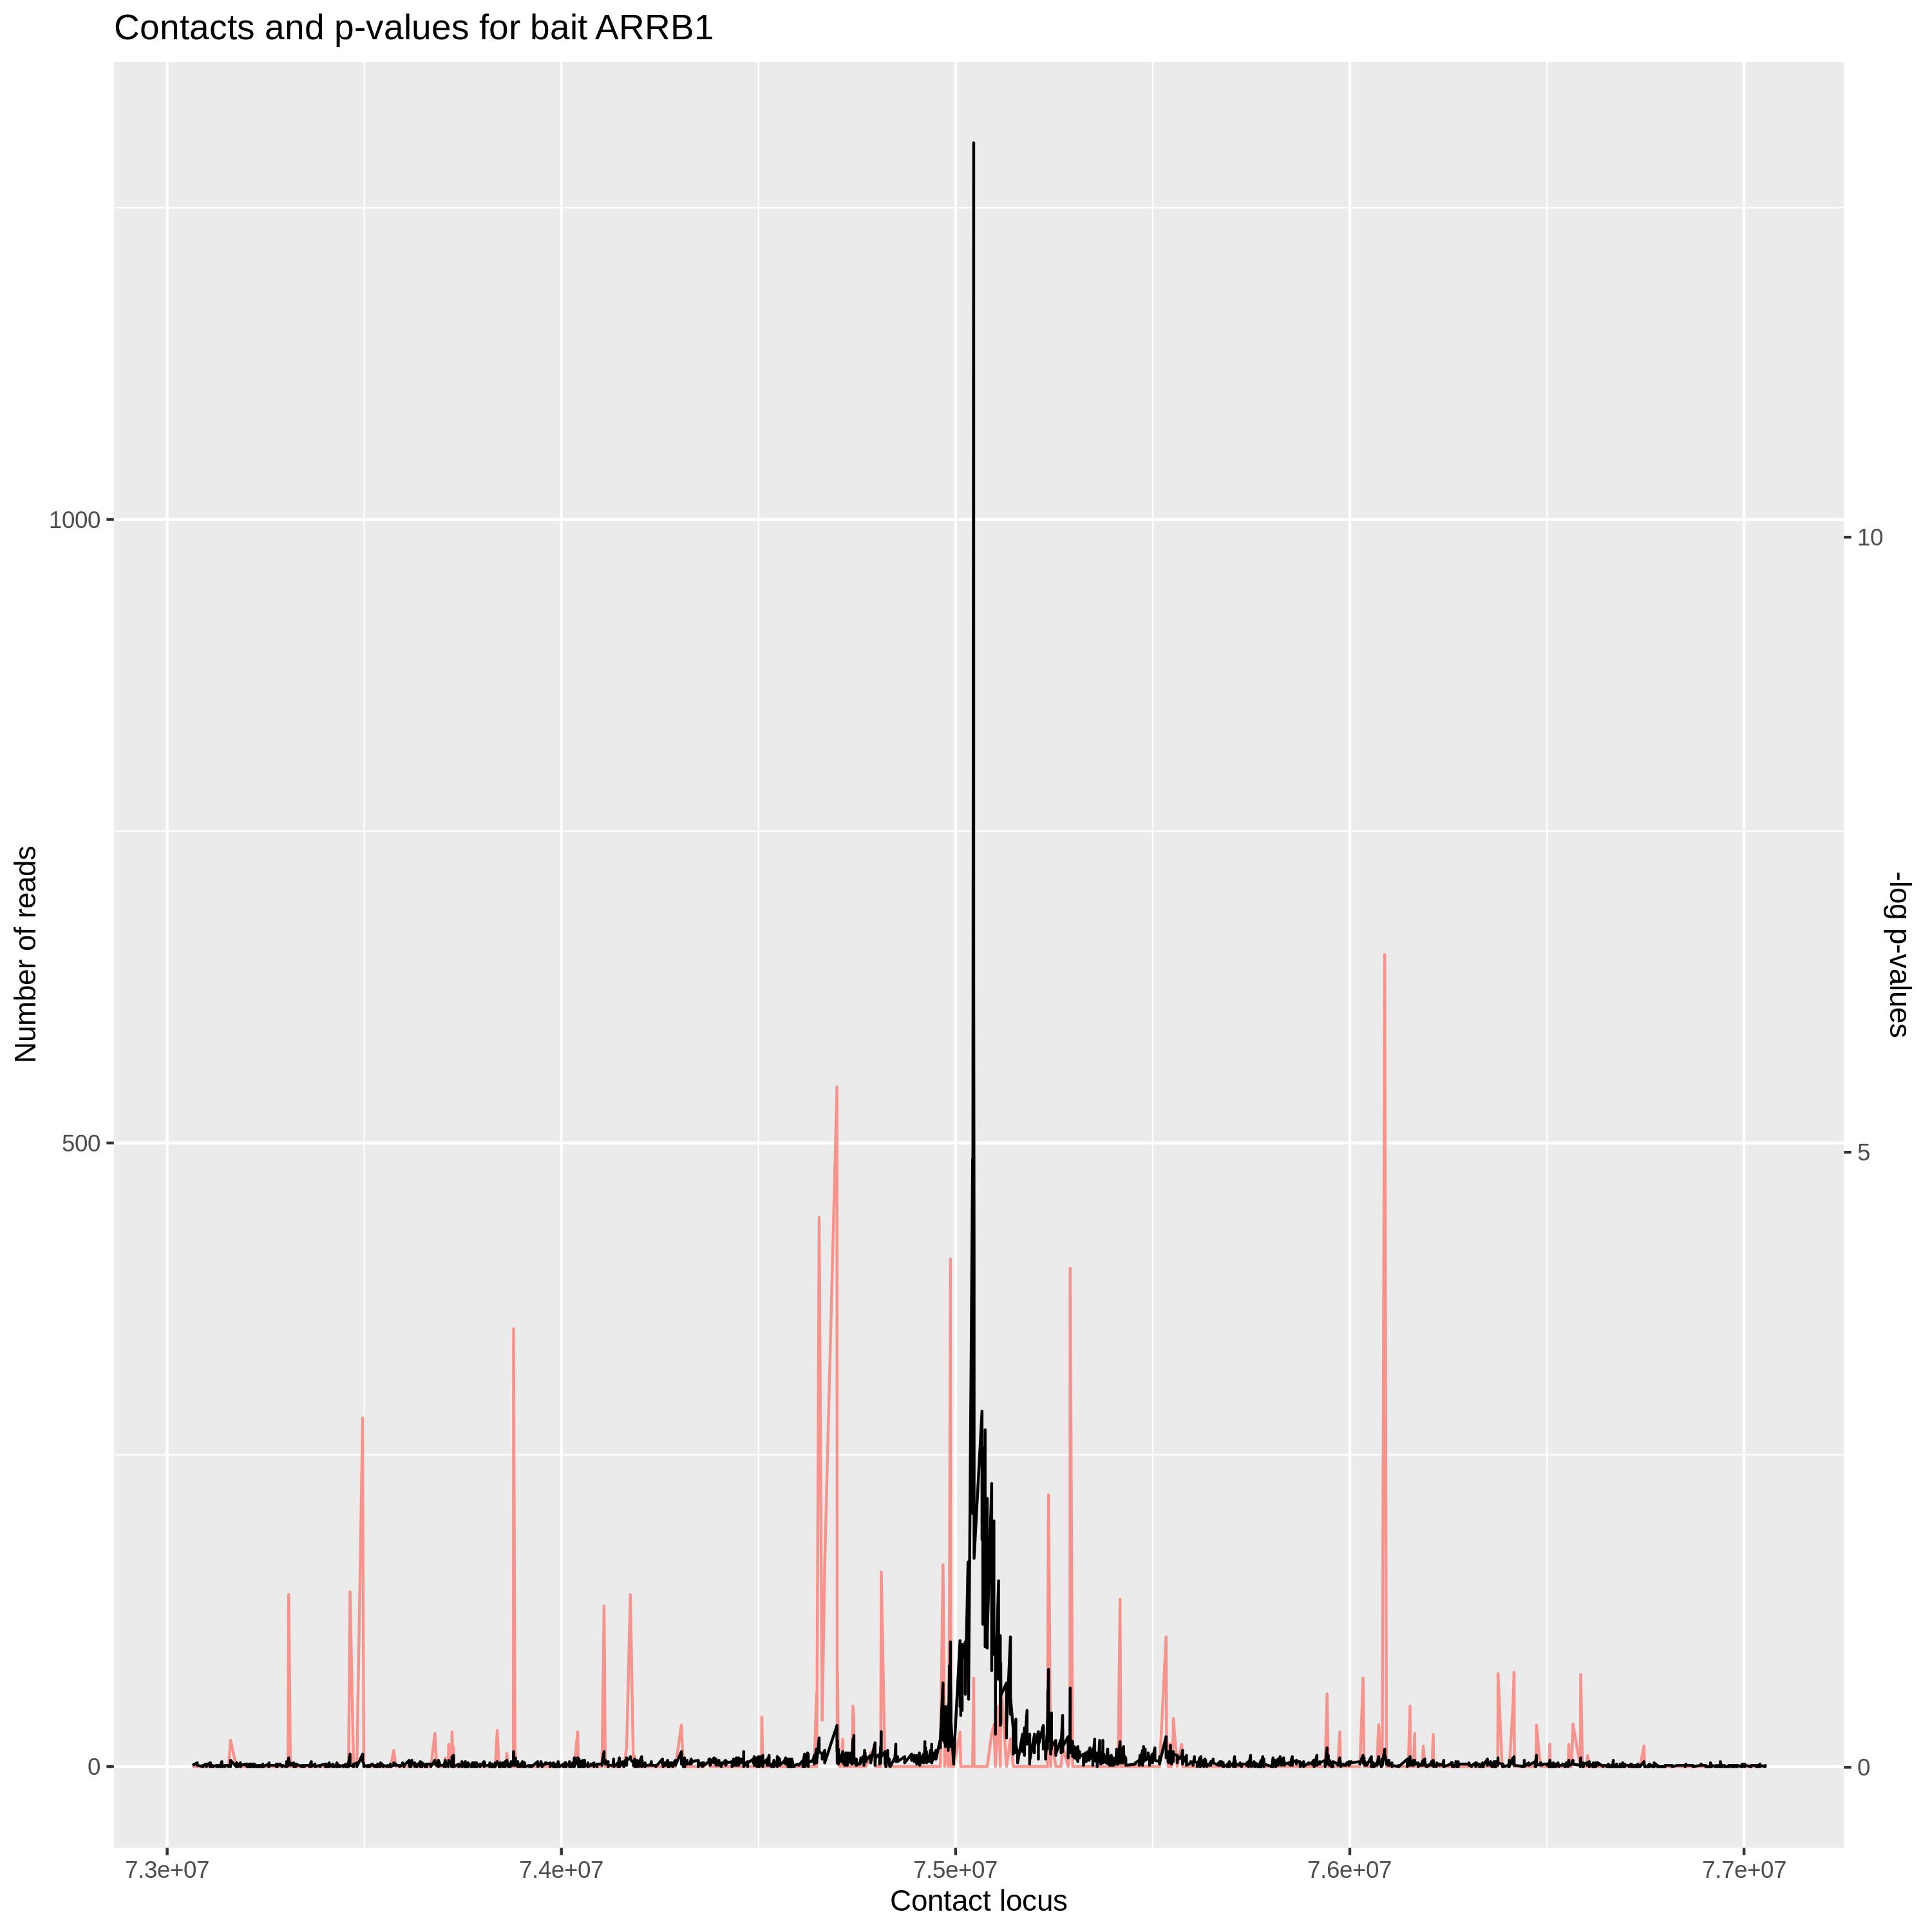 Contacts and p-values for bait ARRB1
1000
500
0
Number of reads
10
5
0
-log p-values
7.3e+07
7.4e+07
7.5e+07
7.6e+07
7.7e+07
Contact locus